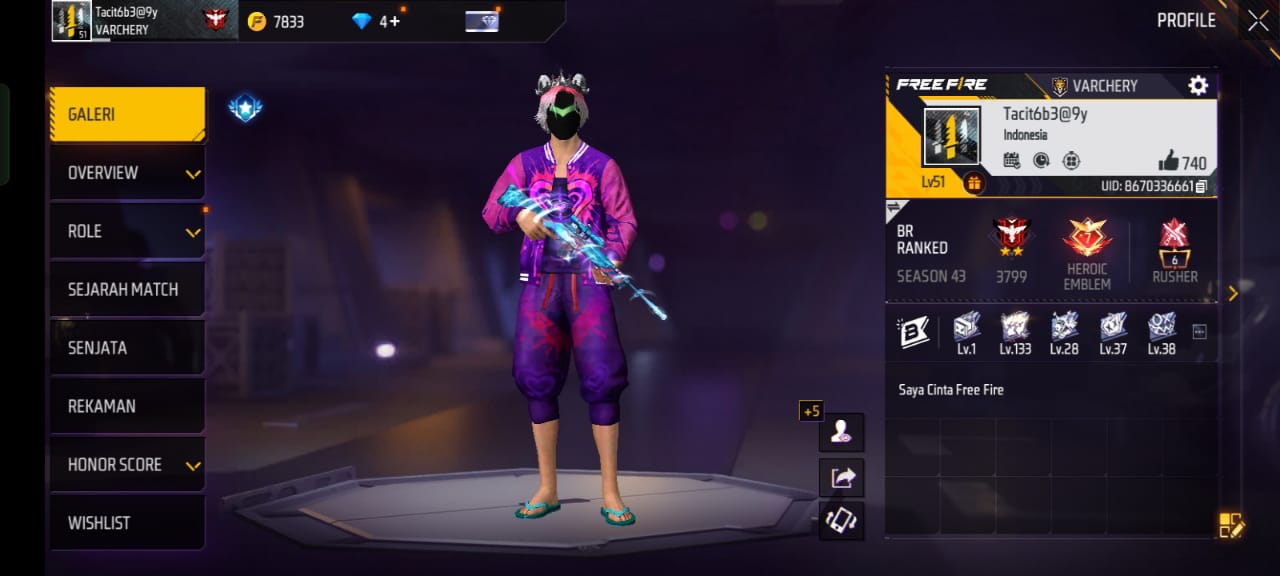 Tacit6b3@9y
VARCHERY
51
7833
4+
PROFILE
GALERI
OVERVIEW
ROLE
SEJARAH MATCH
SENJATA
REKAMAN
HONOR SCORE
WISHLIST
+5
FREE FIRE
VARCHERY
Tacit6b3@9y
Indonesia
740
Lv51
UID: 8670336661
BR
RANKED
SEASON 43
3799
7
HEROIC
EMBLEM
6
RUSHER
Lv.1
Lv.133
Lv.28
Lv.37
Lv.38
Saya Cinta Free Fire